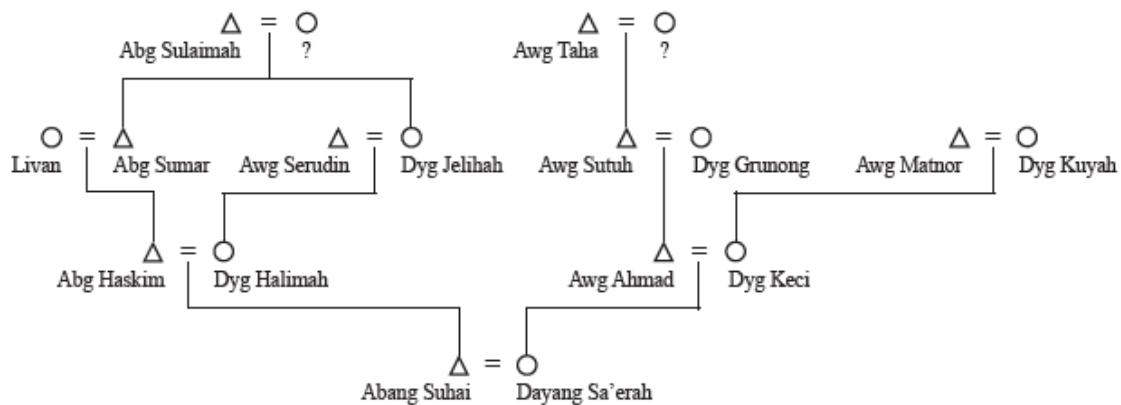 Abg Sulaimah ? Awg Taha ?
Livan Abg Sumar Awg Serudin Dyg Jelihah Awg Sutuh Dyg Grunong Awg Matnor Dyg Kuyah
Abg Haskim Dyg Halimah Awg Ahmad Dyg Keci
Abang Suhai Dayang Sa’erah